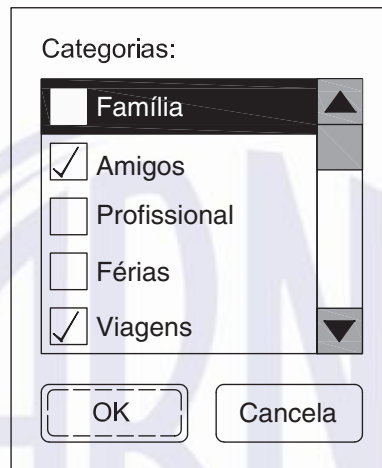 Categorias:
Família
Amigos
Profissional
Férias
Viagens
OK
Cancela